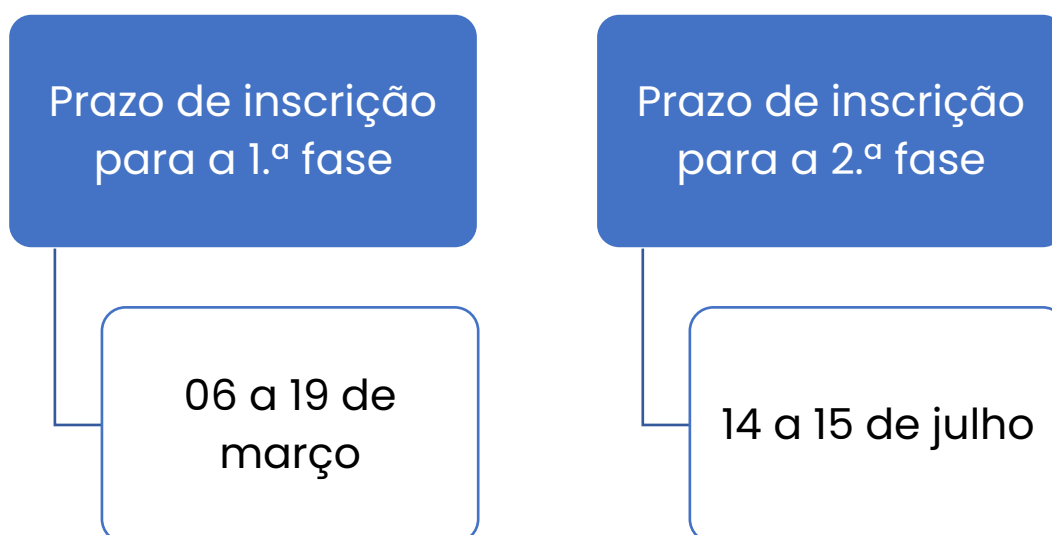 Prazo de inscrição
para a 1.ª fase
06 a 19 de
março
Prazo de inscrição
para a 2.ª fase
14 a 15 de julho